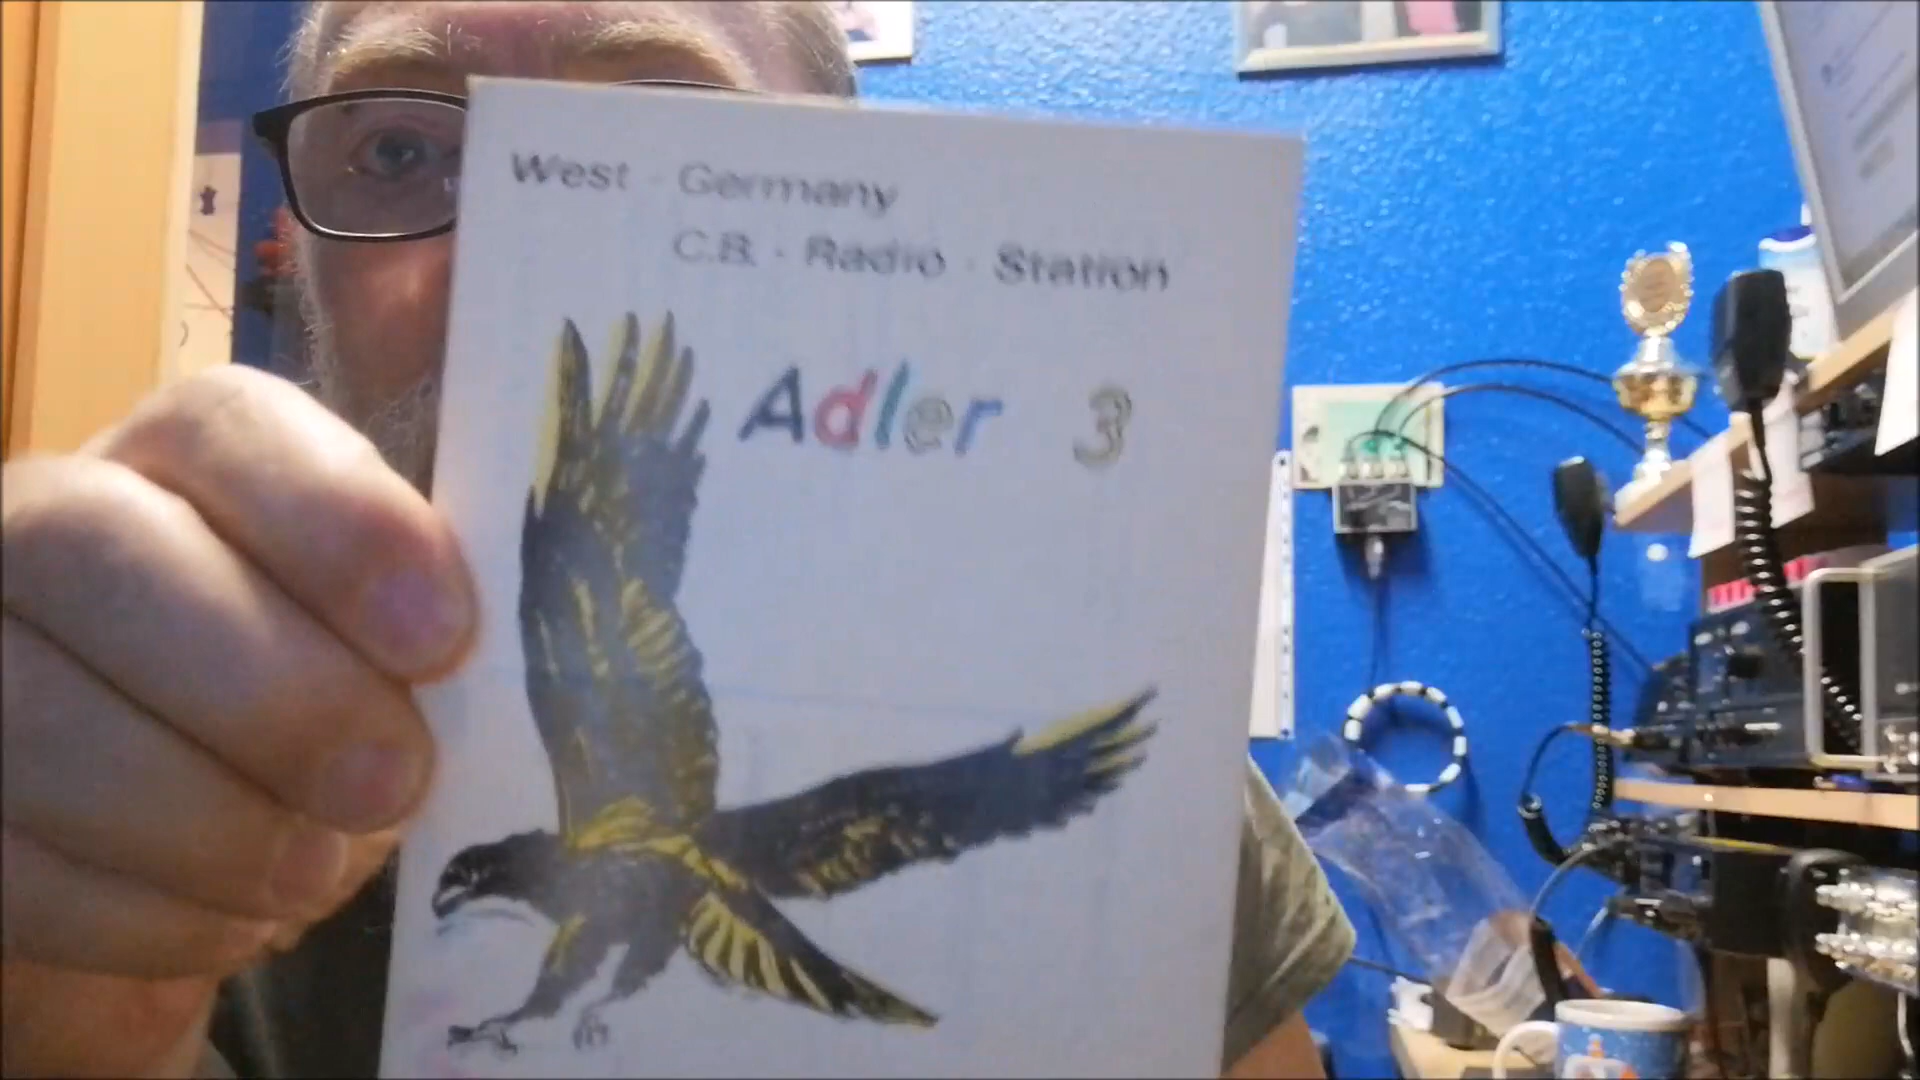 West - Germany
C.B. - Radio - Station
Adler 3